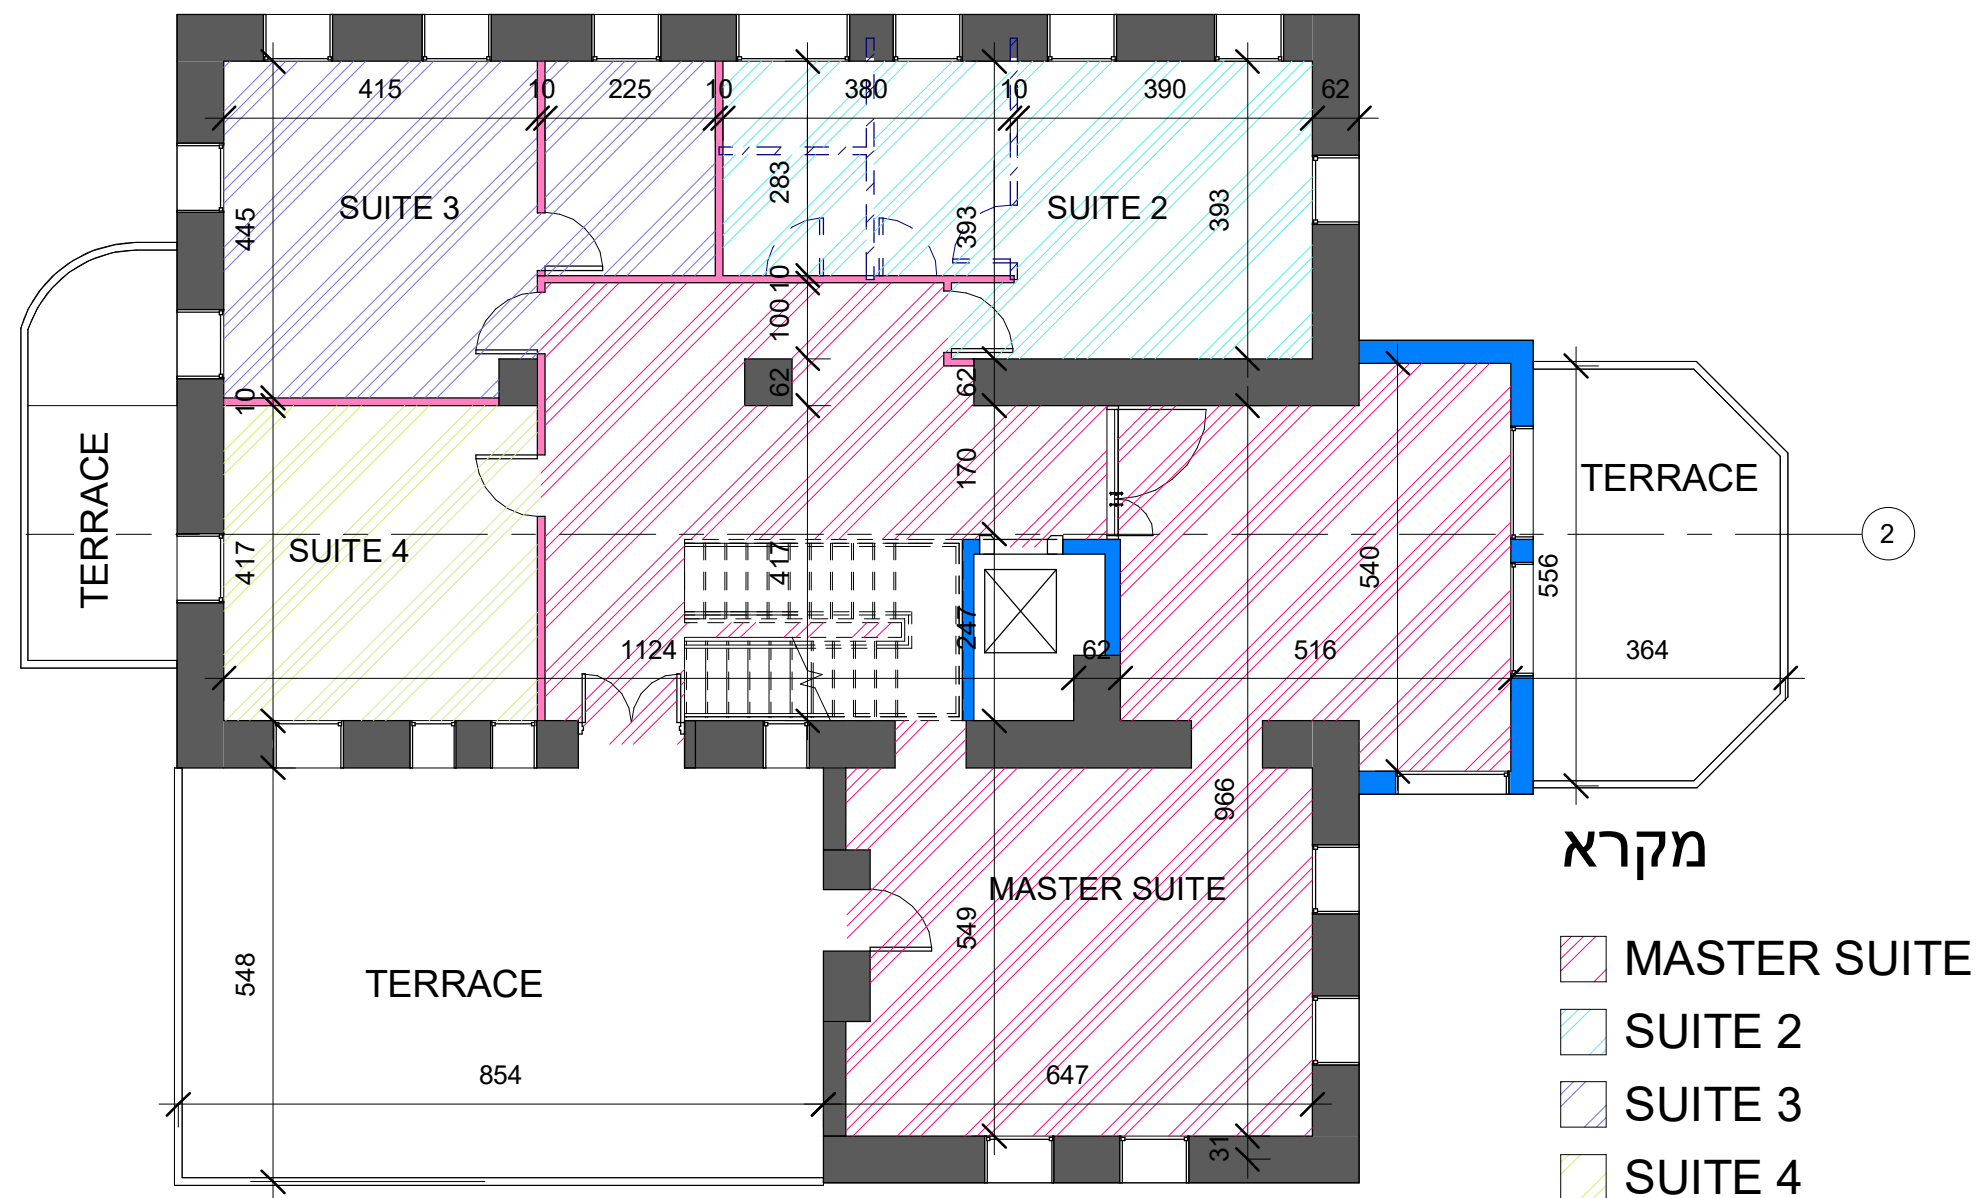 415 10 225 10 380 10 390 62
SUITE 3
445
283
393
SUITE 2
393
10
100
62
62
10
TERRACE
417
SUITE 4
417
170
247
1124
62
540
516
556
TERRACE
364
2
966
549
MASTER SUITE
548
TERRACE
854
647
31
מקרא
MASTER SUITE
SUITE 2
SUITE 3
SUITE 4